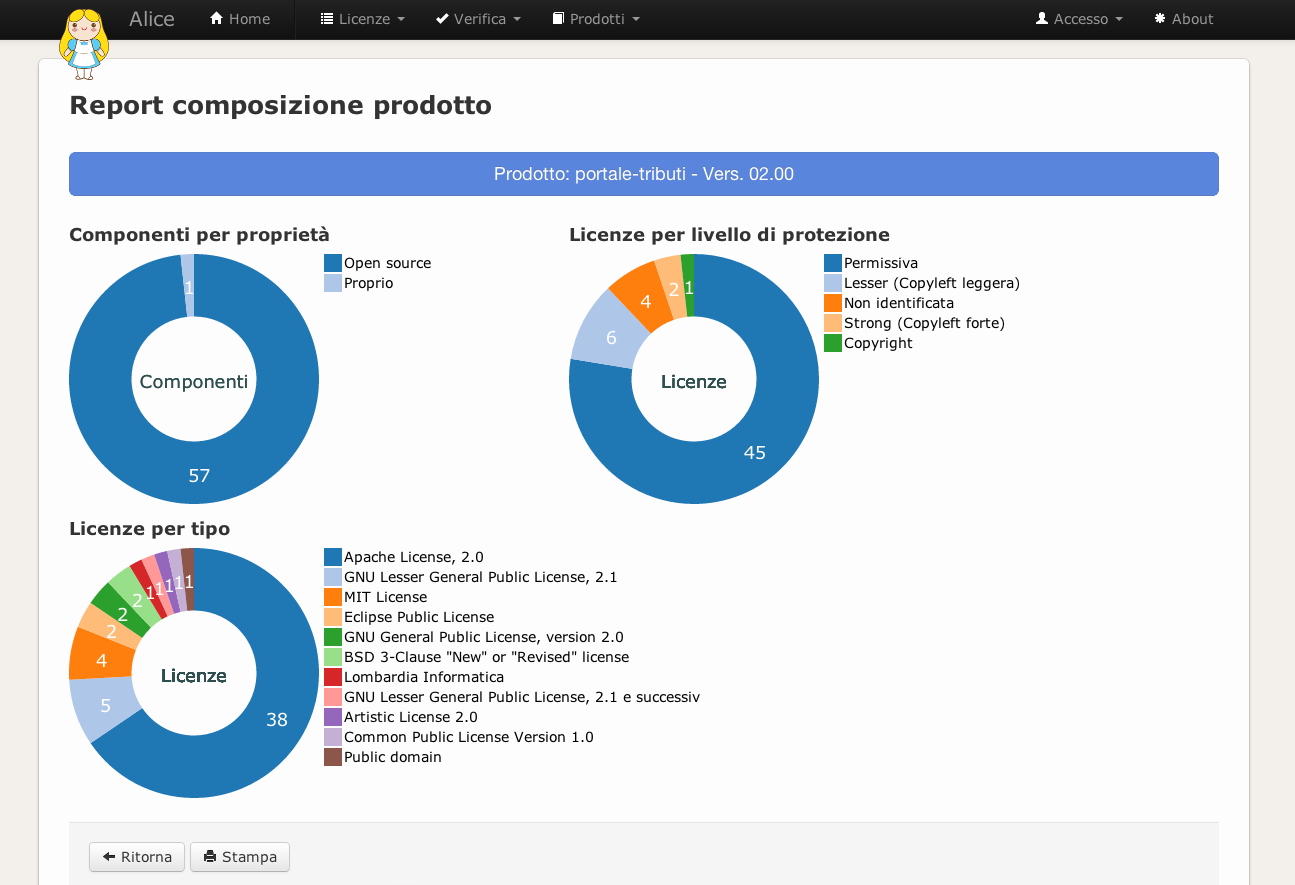 Alice Home Licenze Verifica Prodotti Accesso About
Report composizione prodotto
Prodotto: portale-tributi - Vers. 02.00
Componenti per proprietà
Open source
Proprio
1
Componenti
57
Licenze per livello di protezione
Permissiva
Lesser (Copyleft leggera)
Non identificata
Strong (Copyleft forte)
Copyright
1
2
4
6
Licenze
45
Licenze per tipo
Apache License, 2.0
GNU Lesser General Public License, 2.1
MIT License
Eclipse Public License
GNU General Public License, version 2.0
BSD 3-Clause "New" or "Revised" license
Lombardia Informatica
GNU Lesser General Public License, 2.1 e successiv
Artistic License 2.0
Common Public License Version 1.0
Public domain
1
1
1
1
1
2
2
2
4
5
Licenze
38
Ritorna Stampa